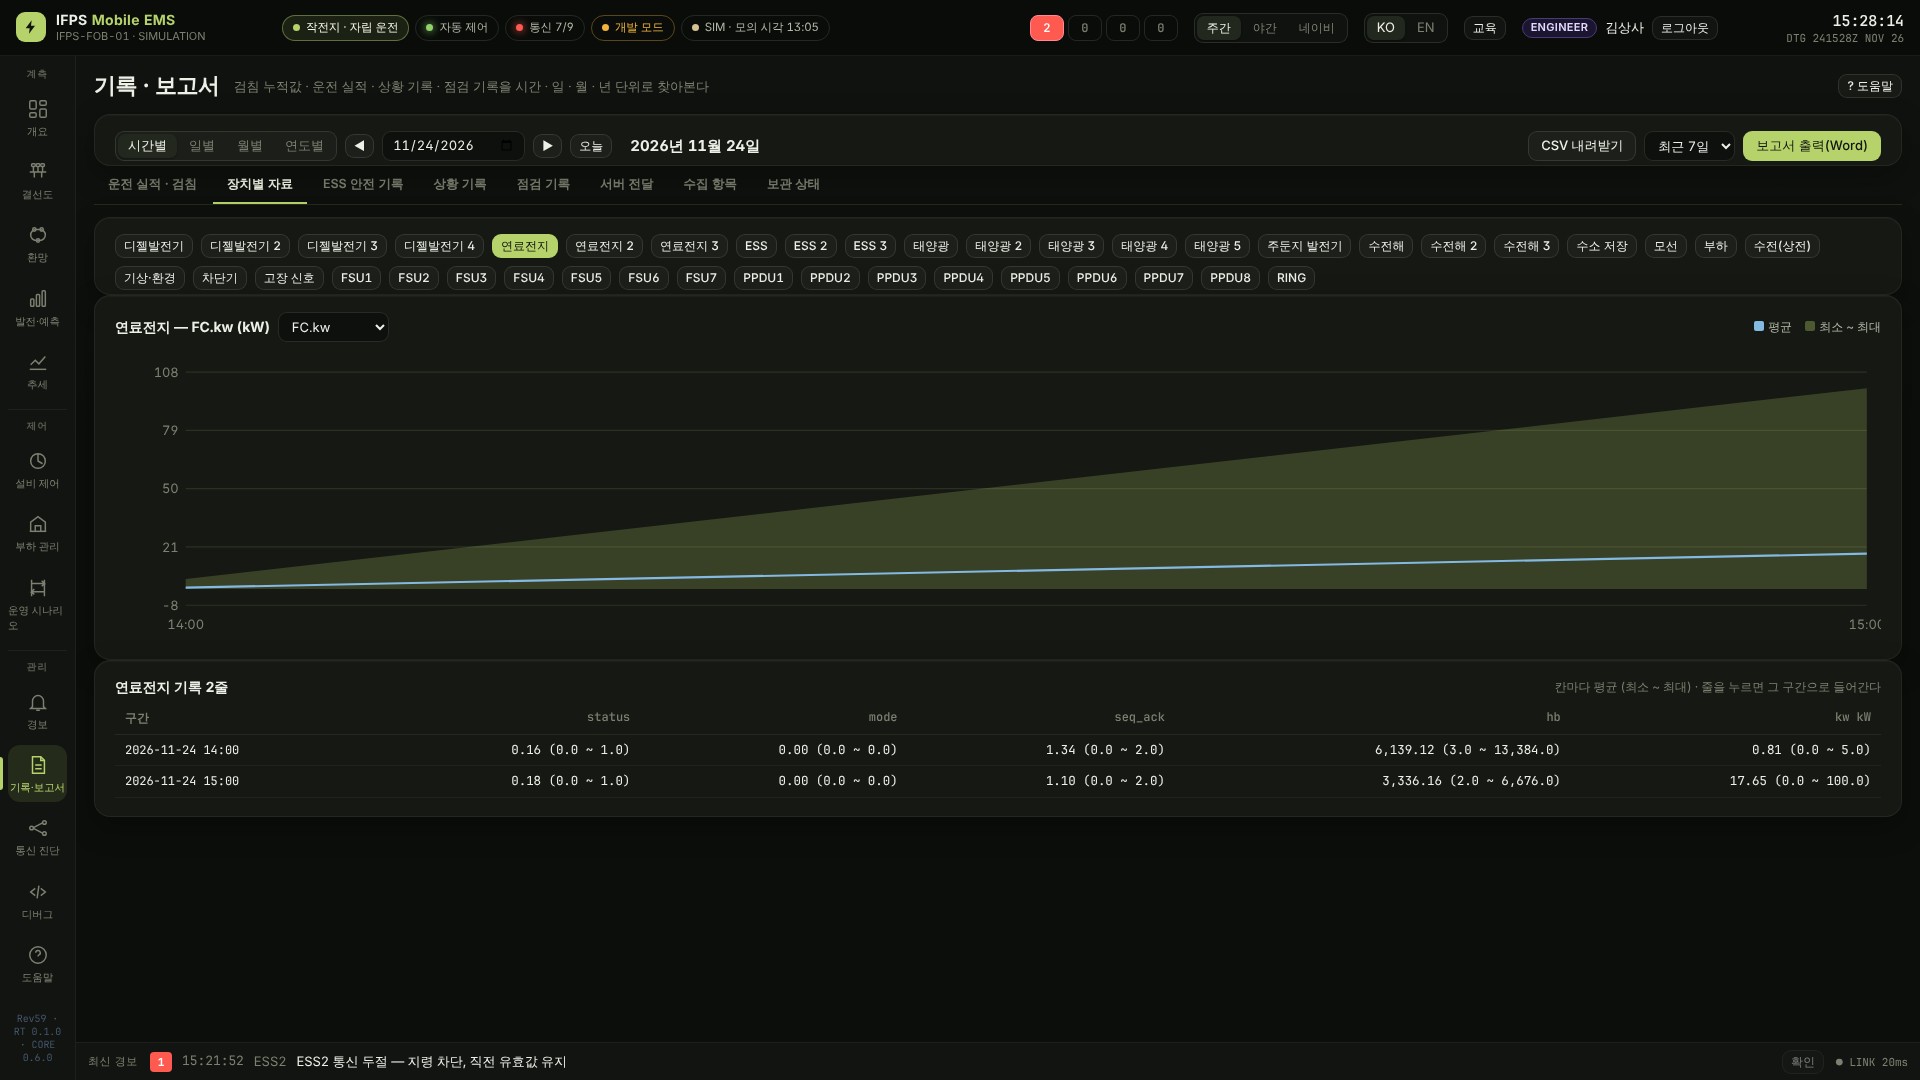 IFPS Mobile EMS
IFPS-FOB-01 · SIMULATION
작전지 · 자립 운전
자동 제어
통신 7/9
개발 모드
SIM · 모의 시각 13:05
2
0
0
0
주간
야간
네이비
KO
EN
교육
ENGINEER
김상사
로그아웃
15:28:14
DTG 241528Z NOV 26
계측
개요
결선도
환망
발전·예측
추세
제어
설비 제어
부하 관리
운영 시나리
오
관리
경보
기록·보고서
통신 진단
디버그
도움말
Rev59 ·
RT 0.1.0
· CORE
0.6.0
기록 · 보고서
검침 누적값 · 운전 실적 · 상황 기록 · 점검 기록을 시간 · 일 · 월 · 년 단위로 찾아본다
? 도움말
시간별
일별
월별
연도별
◀
11/24/2026
▶
오늘
2026년 11월 24일
CSV 내려받기
최근 7일
보고서 출력(Word)
운전 실적 · 검침
장치별 자료
ESS 안전 기록
상황 기록
점검 기록
서버 전달
수집 항목
보관 상태
디젤발전기
디젤발전기 2
디젤발전기 3
디젤발전기 4
연료전지
연료전지 2
연료전지 3
ESS
ESS 2
ESS 3
태양광
태양광 2
태양광 3
태양광 4
태양광 5
주둔지 발전기
수전해
수전해 2
수전해 3
수소 저장
모선
부하
수전(상전)
기상·환경
차단기
고장 신호
FSU1
FSU2
FSU3
FSU4
FSU5
FSU6
FSU7
PPDU1
PPDU2
PPDU3
PPDU4
PPDU5
PPDU6
PPDU7
PPDU8
RING
연료전지 — FC.kw (kW)
FC.kw
평균
최소 ~ 최대
108
79
50
21
-8
14:00
15:00
연료전지 기록 2줄
칸마다 평균 (최소 ~ 최대) · 줄을 누르면 그 구간으로 들어간다
구간 status mode seq_ack hb kw kW
2026-11-24 14:00 0.16 (0.0 ~ 1.0) 0.00 (0.0 ~ 0.0) 1.34 (0.0 ~ 2.0) 6,139.12 (3.0 ~ 13,384.0) 0.81 (0.0 ~ 5.0)
2026-11-24 15:00 0.18 (0.0 ~ 1.0) 0.00 (0.0 ~ 0.0) 1.10 (0.0 ~ 2.0) 3,336.16 (2.0 ~ 6,676.0) 17.65 (0.0 ~ 100.0)
최신 경보
1
15:21:52
ESS2
ESS2 통신 두절 — 지령 차단, 직전 유효값 유지
확인
LINK 20ms